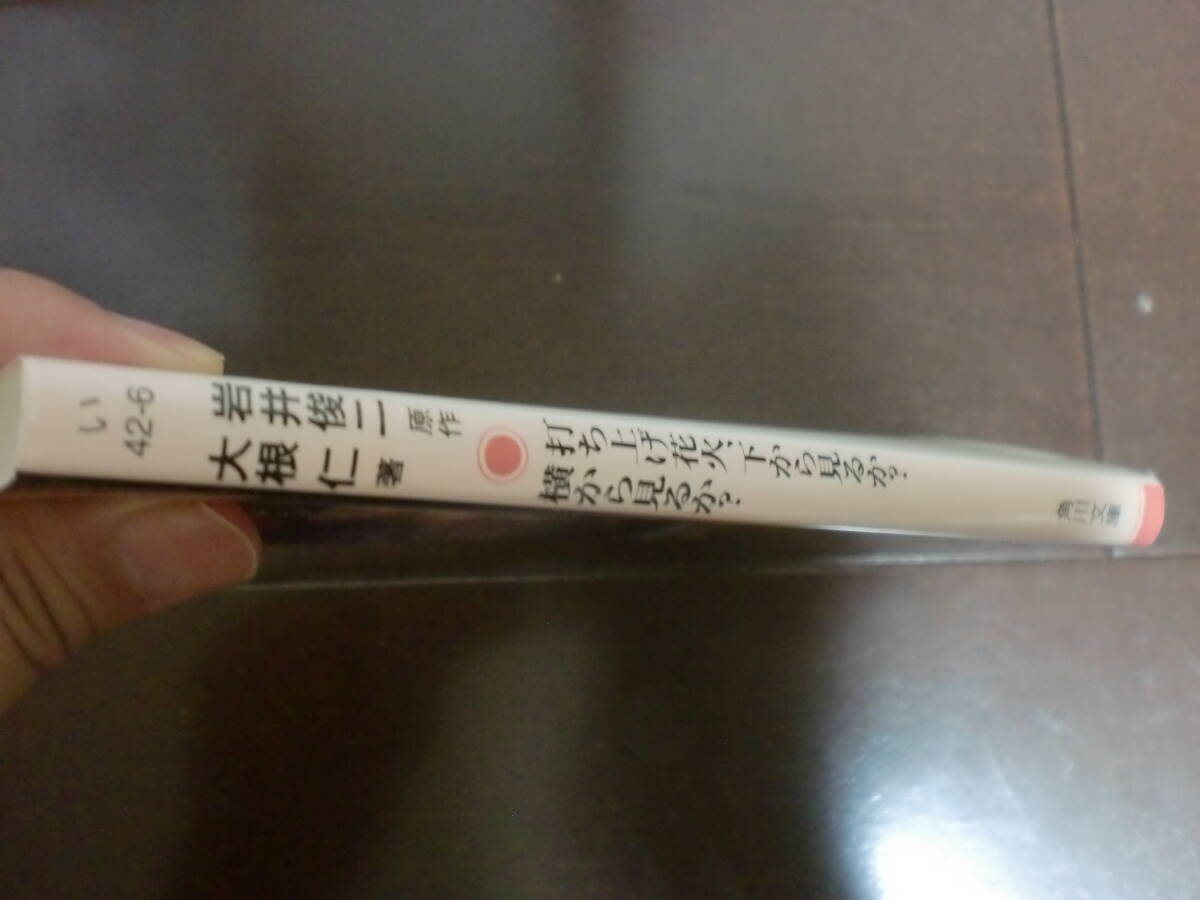 い
42-6
岩井俊二 原作
大根 仁 著
打ち上げ花火、下から見るか?
横から見るか?
角川文庫